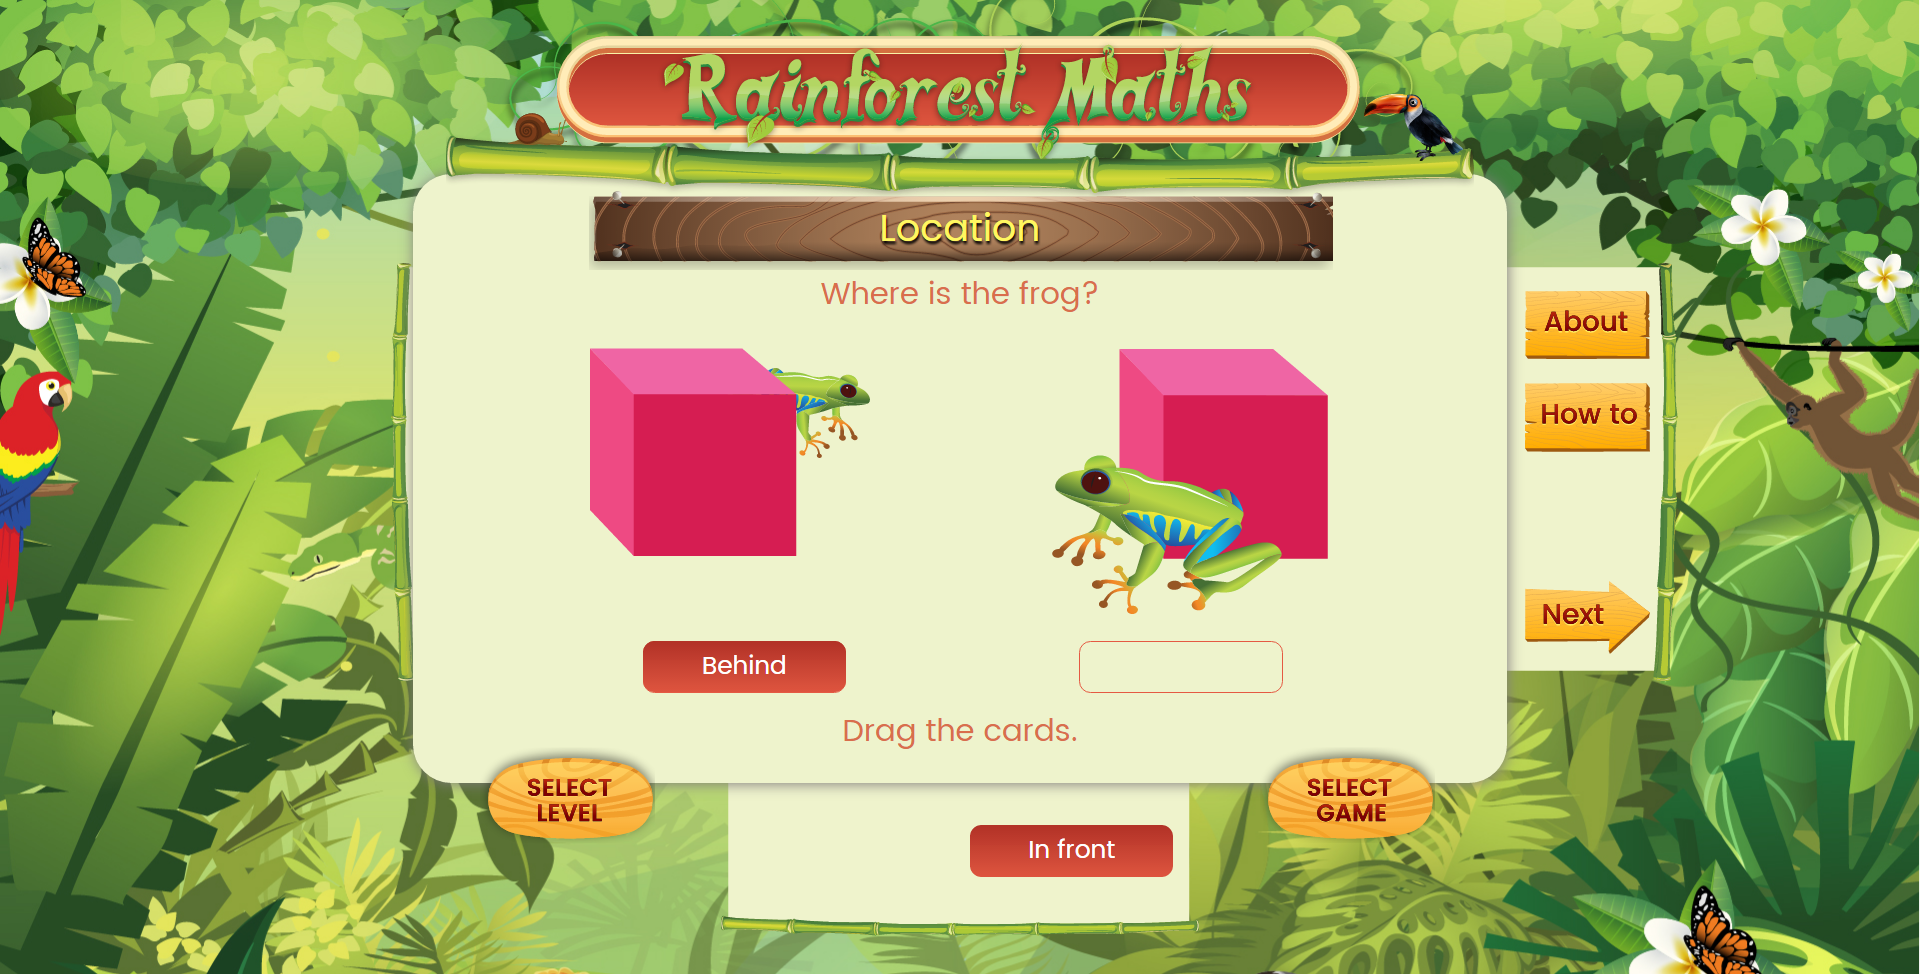 Rainforest Maths
Location
Where is the frog?
About
How to
Next
Behind
Drag the cards.
SELECT
LEVEL
SELECT
GAME
In front